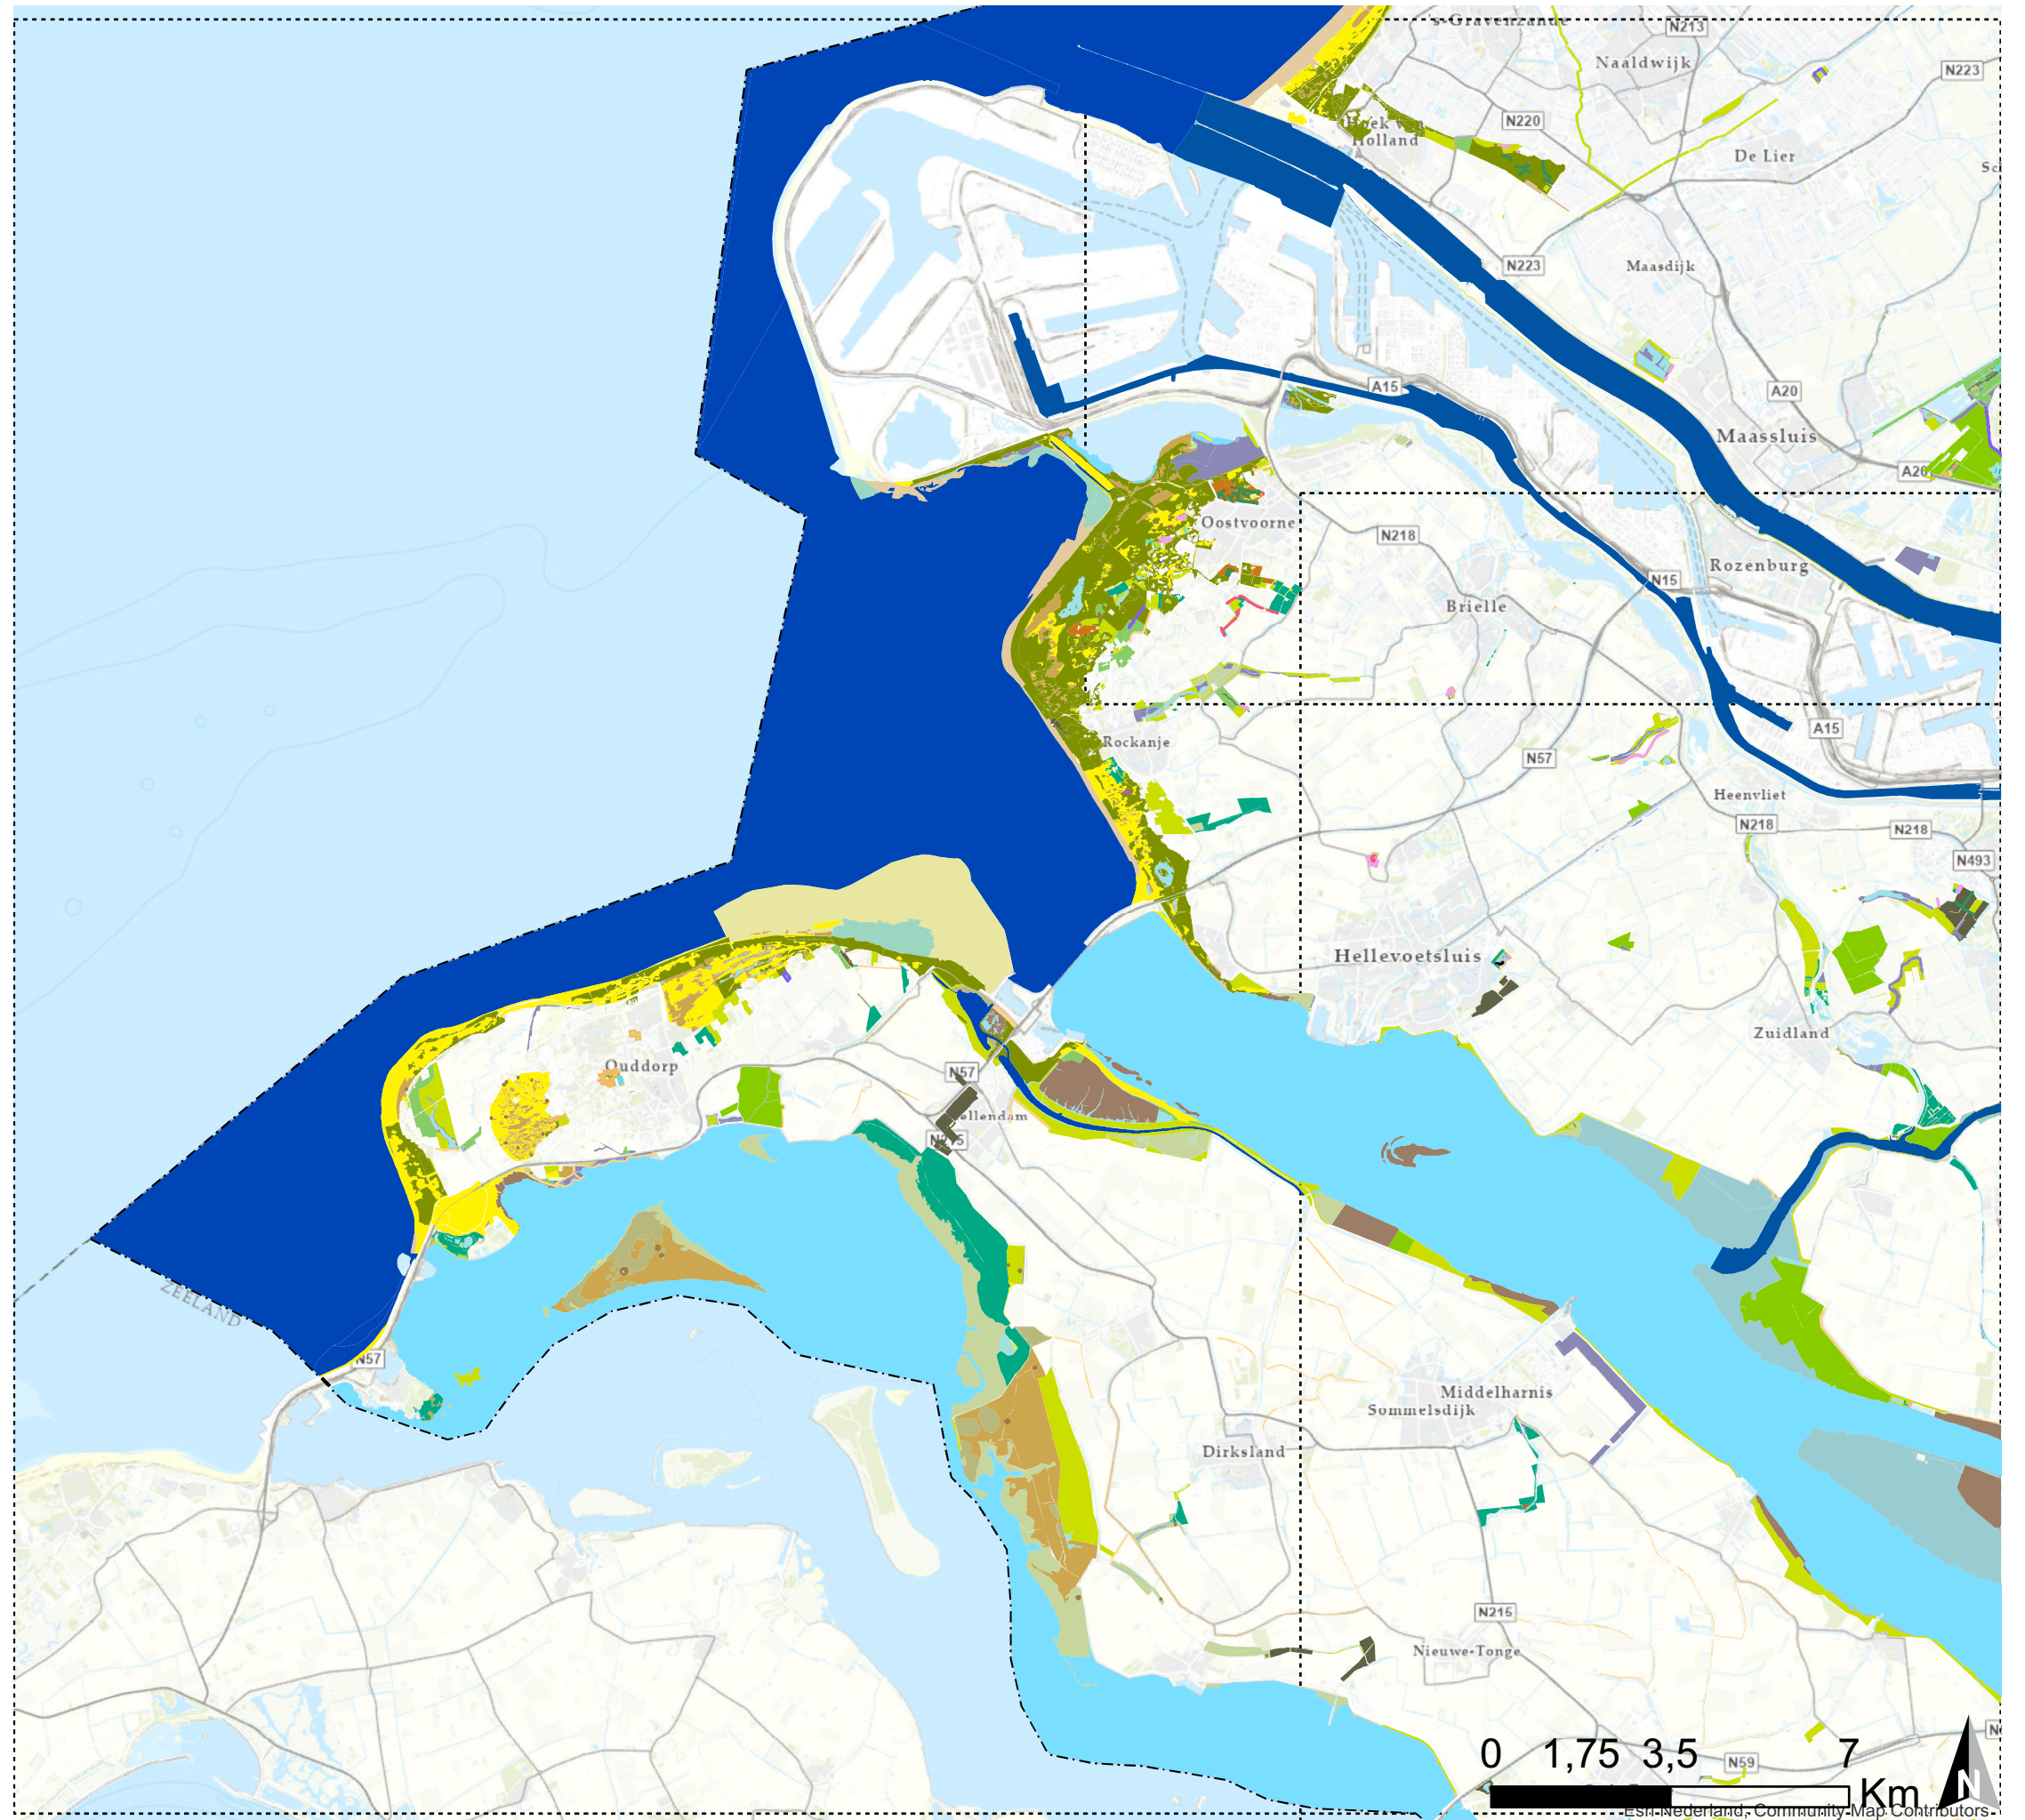 's-Gravenzande
N213
Naaldwijk
N223
N220
Hoek van
Holland
De Lier
N223
Maasdijk
A15
A20
Maassluis
A20
Oostvoorne
N218
Rozenburg
N15
Brielle
Rockanje
A15
N57
Heenvliet
N218
N218
N493
Hellevoetsluis
Zuidland
Ouddorp
N57
ellendam
ZEELAND
N57
Middelharnis
Sommelsdijk
Dirksland
N215
Nieuwe-Tonge
N59
0 1,75 3,5 7
Km
N
Esri Nederland, Community Map Contributors